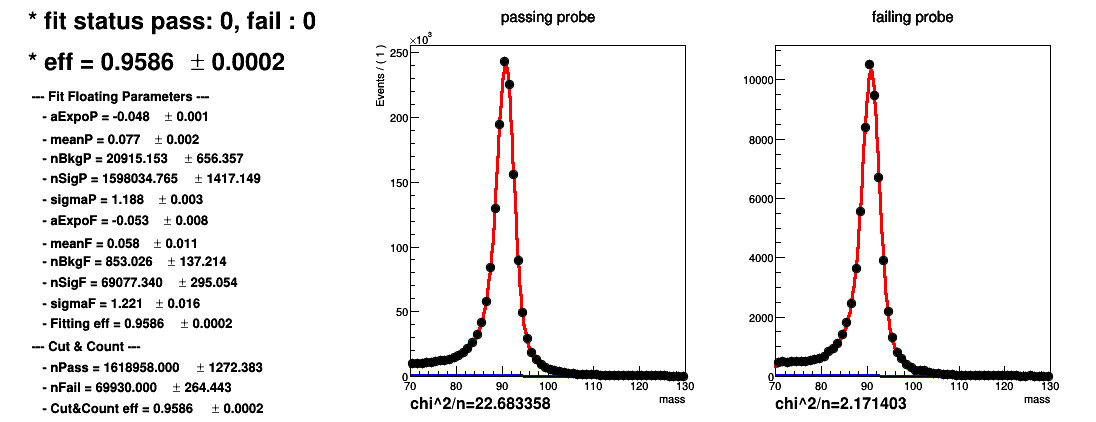 * fit status pass: 0, fail : 0
* eff = 0.9586 ± 0.0002
--- Fit Floating Parameters ---
- aExpoP = -0.048 ± 0.001
- meanP = 0.077 ± 0.002
- nBkgP = 20915.153 ± 656.357
- nSigP = 1598034.765 ± 1417.149
- sigmaP = 1.188 ± 0.003
- aExpoF = -0.053 ± 0.008
- meanF = 0.058 ± 0.011
- nBkgF = 853.026 ± 137.214
- nSigF = 69077.340 ± 295.054
- sigmaF = 1.221 ± 0.016
- Fitting eff = 0.9586 ± 0.0002
--- Cut & Count ---
- nPass = 1618958.000 ± 1272.383
- nFail = 69930.000 ± 264.443
- Cut&Count eff = 0.9586 ± 0.0002
passing probe
×10³
Events / ( 1 )
250
200
150
100
50
0
70 80 90 100 110 120 130
mass
chi^2/n=22.683358
failing probe
10000
8000
6000
4000
2000
0
70 80 90 100 110 120 130
mass
chi^2/n=2.171403